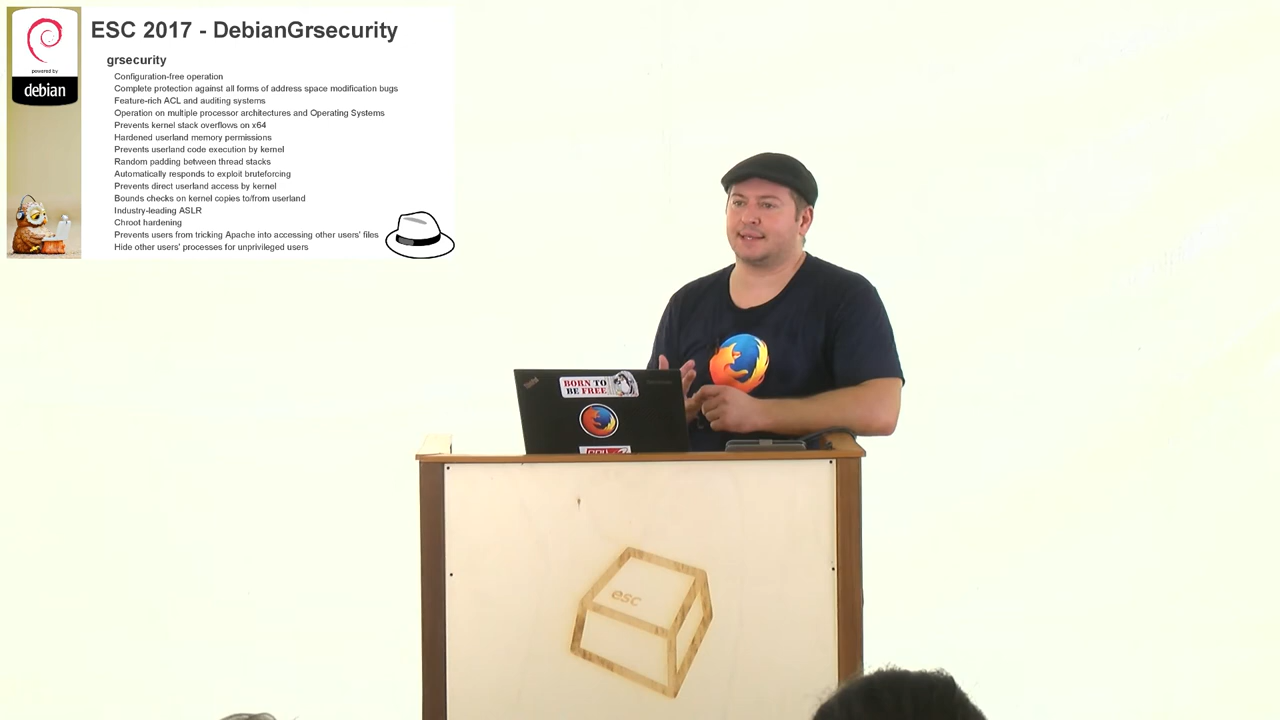 ESC 2017 - DebianGrsecurity
powered by
debian
grsecurity
Configuration-free operation
Complete protection against all forms of address space modification bugs
Feature-rich ACL and auditing systems
Operation on multiple processor architectures and Operating Systems
Prevents kernel stack overflows on x64
Hardened userland memory permissions
Prevents userland code execution by kernel
Random padding between thread stacks
Automatically responds to exploit bruteforcing
Prevents direct userland access by kernel
Bounds checks on kernel copies to/from userland
Industry-leading ASLR
Chroot hardening
Prevents users from tricking Apache into accessing other users' files
Hide other users' processes for unprivileged users
BORN TO
BE FREE
esc